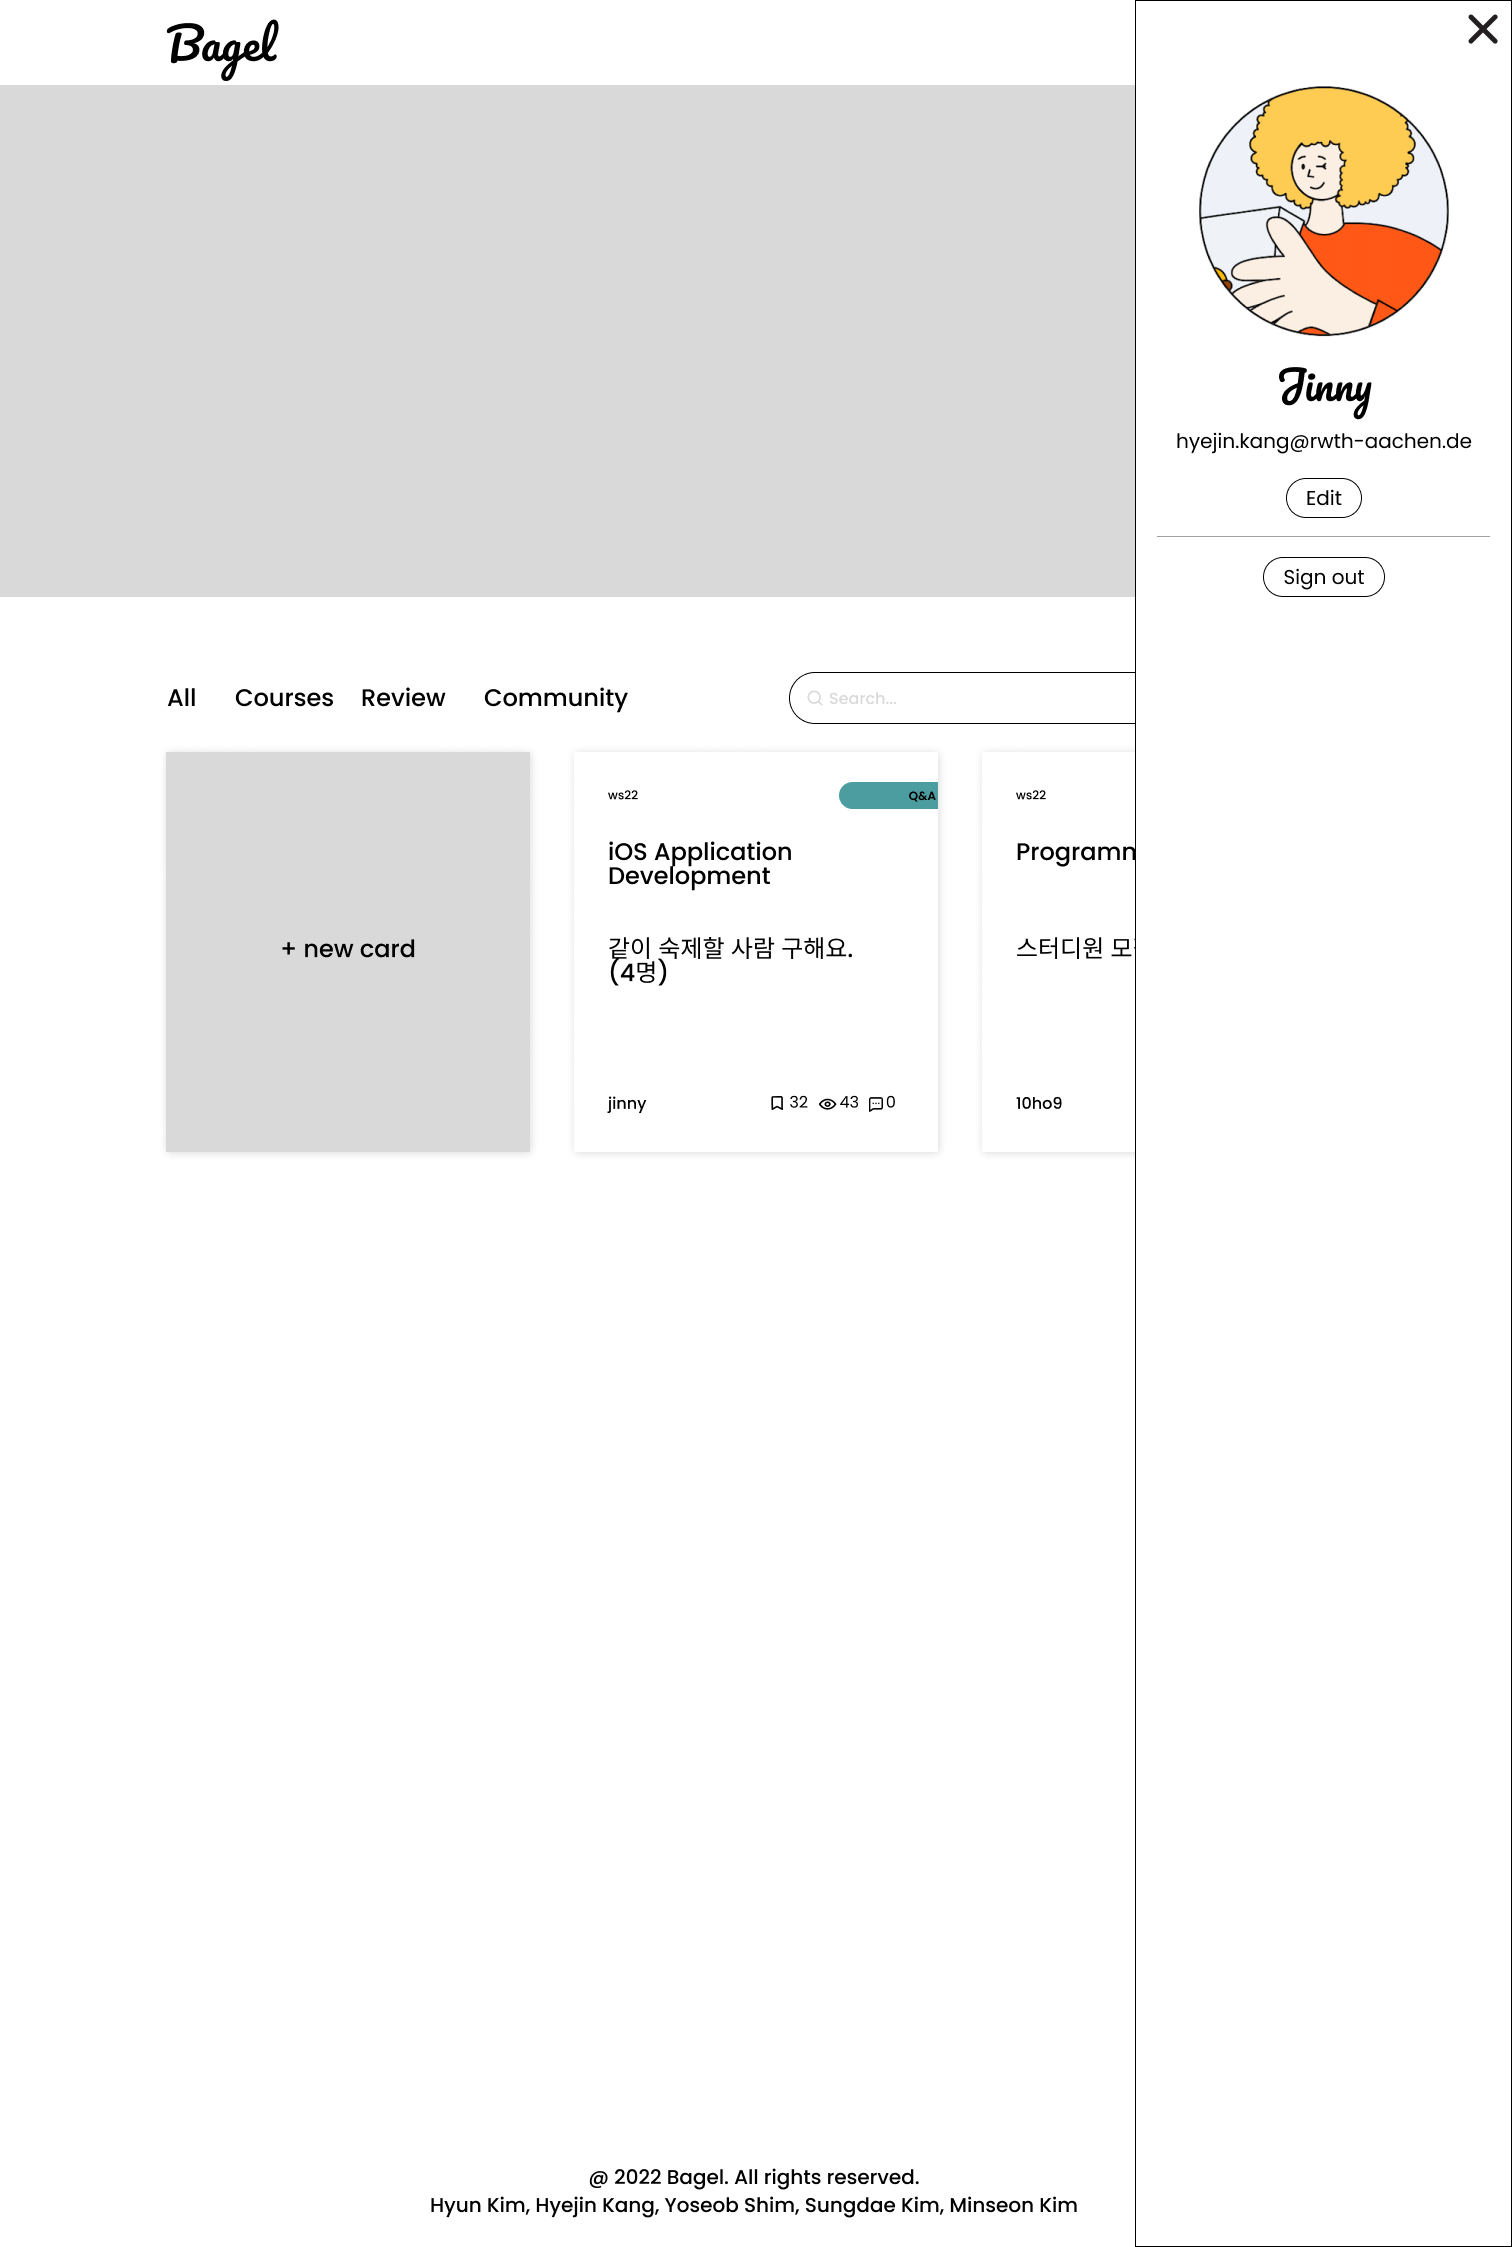 Bagel
Jinny
hyejin.kang@rwth-aachen.de
Edit
Sign out
All Courses Review Community
Search...
+ new card
ws22
Q&A
iOS Application
Development
같이 숙제할 사람 구해요.
(4명)
jinny
32 43 0
ws22
스터디원
10ho9
@ 2022 Bagel. All rights reserved.
Hyun Kim, Hyejin Kang, Yoseob Shim, Sungdae Kim, Minseon Kim